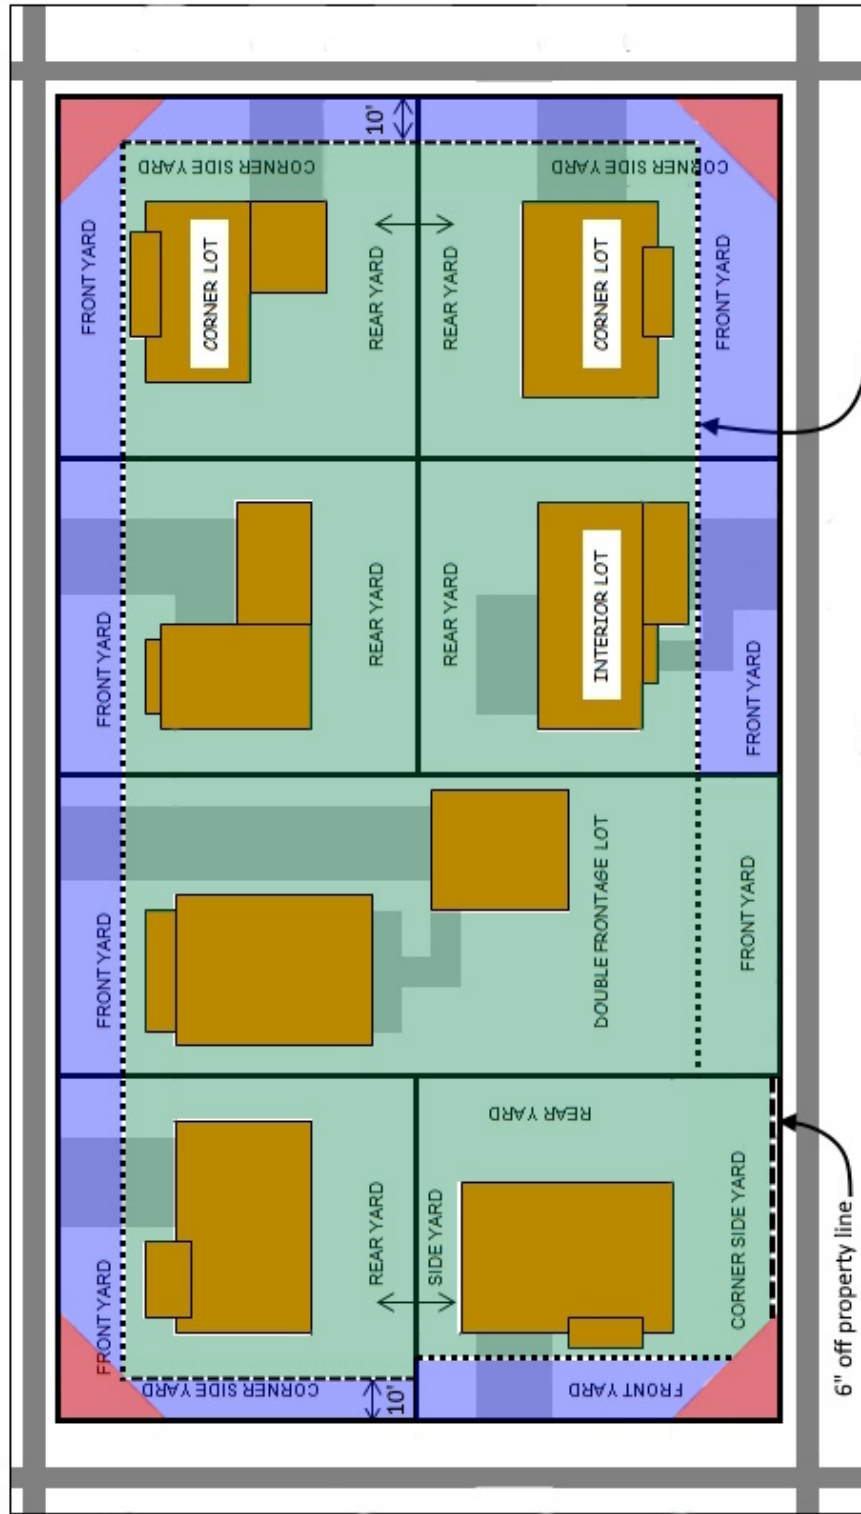 10'
CORNER SIDE YARD
CORNER SIDE YARD
FRONT YARD
CORNER LOT
REAR YARD
REAR YARD
CORNER LOT
FRONT YARD
FRONT YARD
REAR YARD
REAR YARD
INTERIOR LOT
FRONT YARD
FRONT YARD
DOUBLE FRONTAGE LOT
FRONT YARD
REAR YARD
FRONT YARD
REAR YARD
SIDE YARD
CORNER SIDE YARD
6" off property line
CORNER SIDE YARD
10'
FRONT YARD